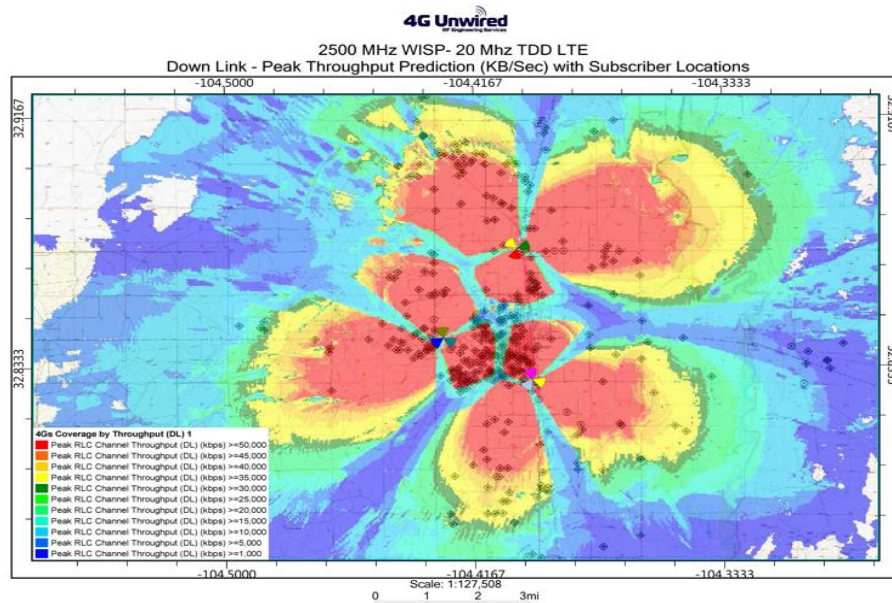 4G Unwired
RF Engineering Services
2500 MHz WISP- 20 Mhz TDD LTE
Down Link - Peak Throughput Prediction (KB/Sec) with Subscriber Locations
-104.5000 -104.4167 -104.3333
32.9167
32.8333
4Gs Coverage by Throughput (DL) 1
Peak RLC Channel Throughput (DL) (kbps) >=50,000
Peak RLC Channel Throughput (DL) (kbps) >=45,000
Peak RLC Channel Throughput (DL) (kbps) >=40,000
Peak RLC Channel Throughput (DL) (kbps) >=35,000
Peak RLC Channel Throughput (DL) (kbps) >=30,000
Peak RLC Channel Throughput (DL) (kbps) >=25,000
Peak RLC Channel Throughput (DL) (kbps) >=20,000
Peak RLC Channel Throughput (DL) (kbps) >=15,000
Peak RLC Channel Throughput (DL) (kbps) >=10,000
Peak RLC Channel Throughput (DL) (kbps) >=5,000
Peak RLC Channel Throughput (DL) (kbps) >=1,000
-104.5000 -104.4167 -104.3333
Scale: 1:127,508
0 1 2 3mi